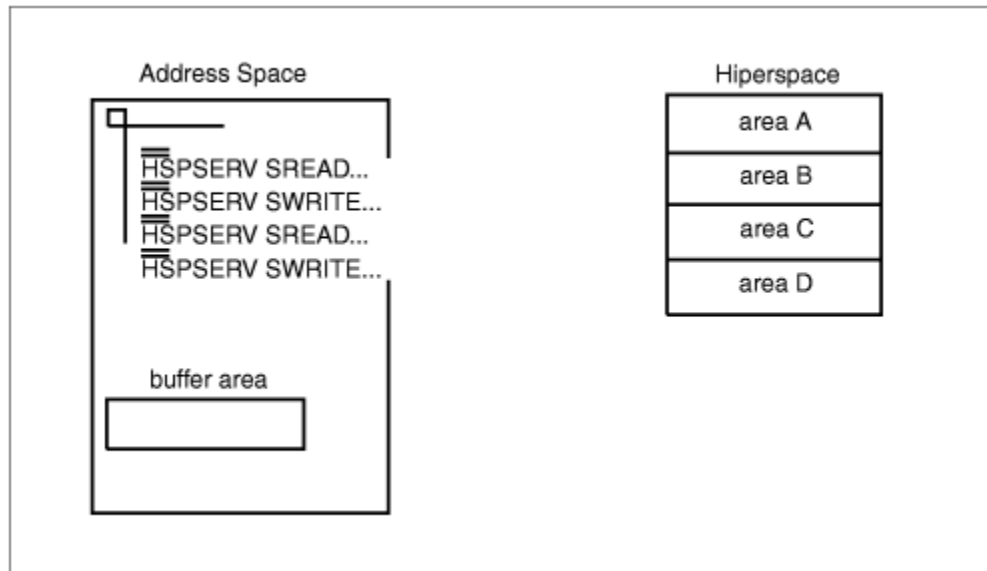 Address Space
HSPSERV SREAD...
HSPSERV SWRITE...
HSPSERV SREAD...
HSPSERV SWRITE...
buffer area
Hiperspace
area A
area B
area C
area D